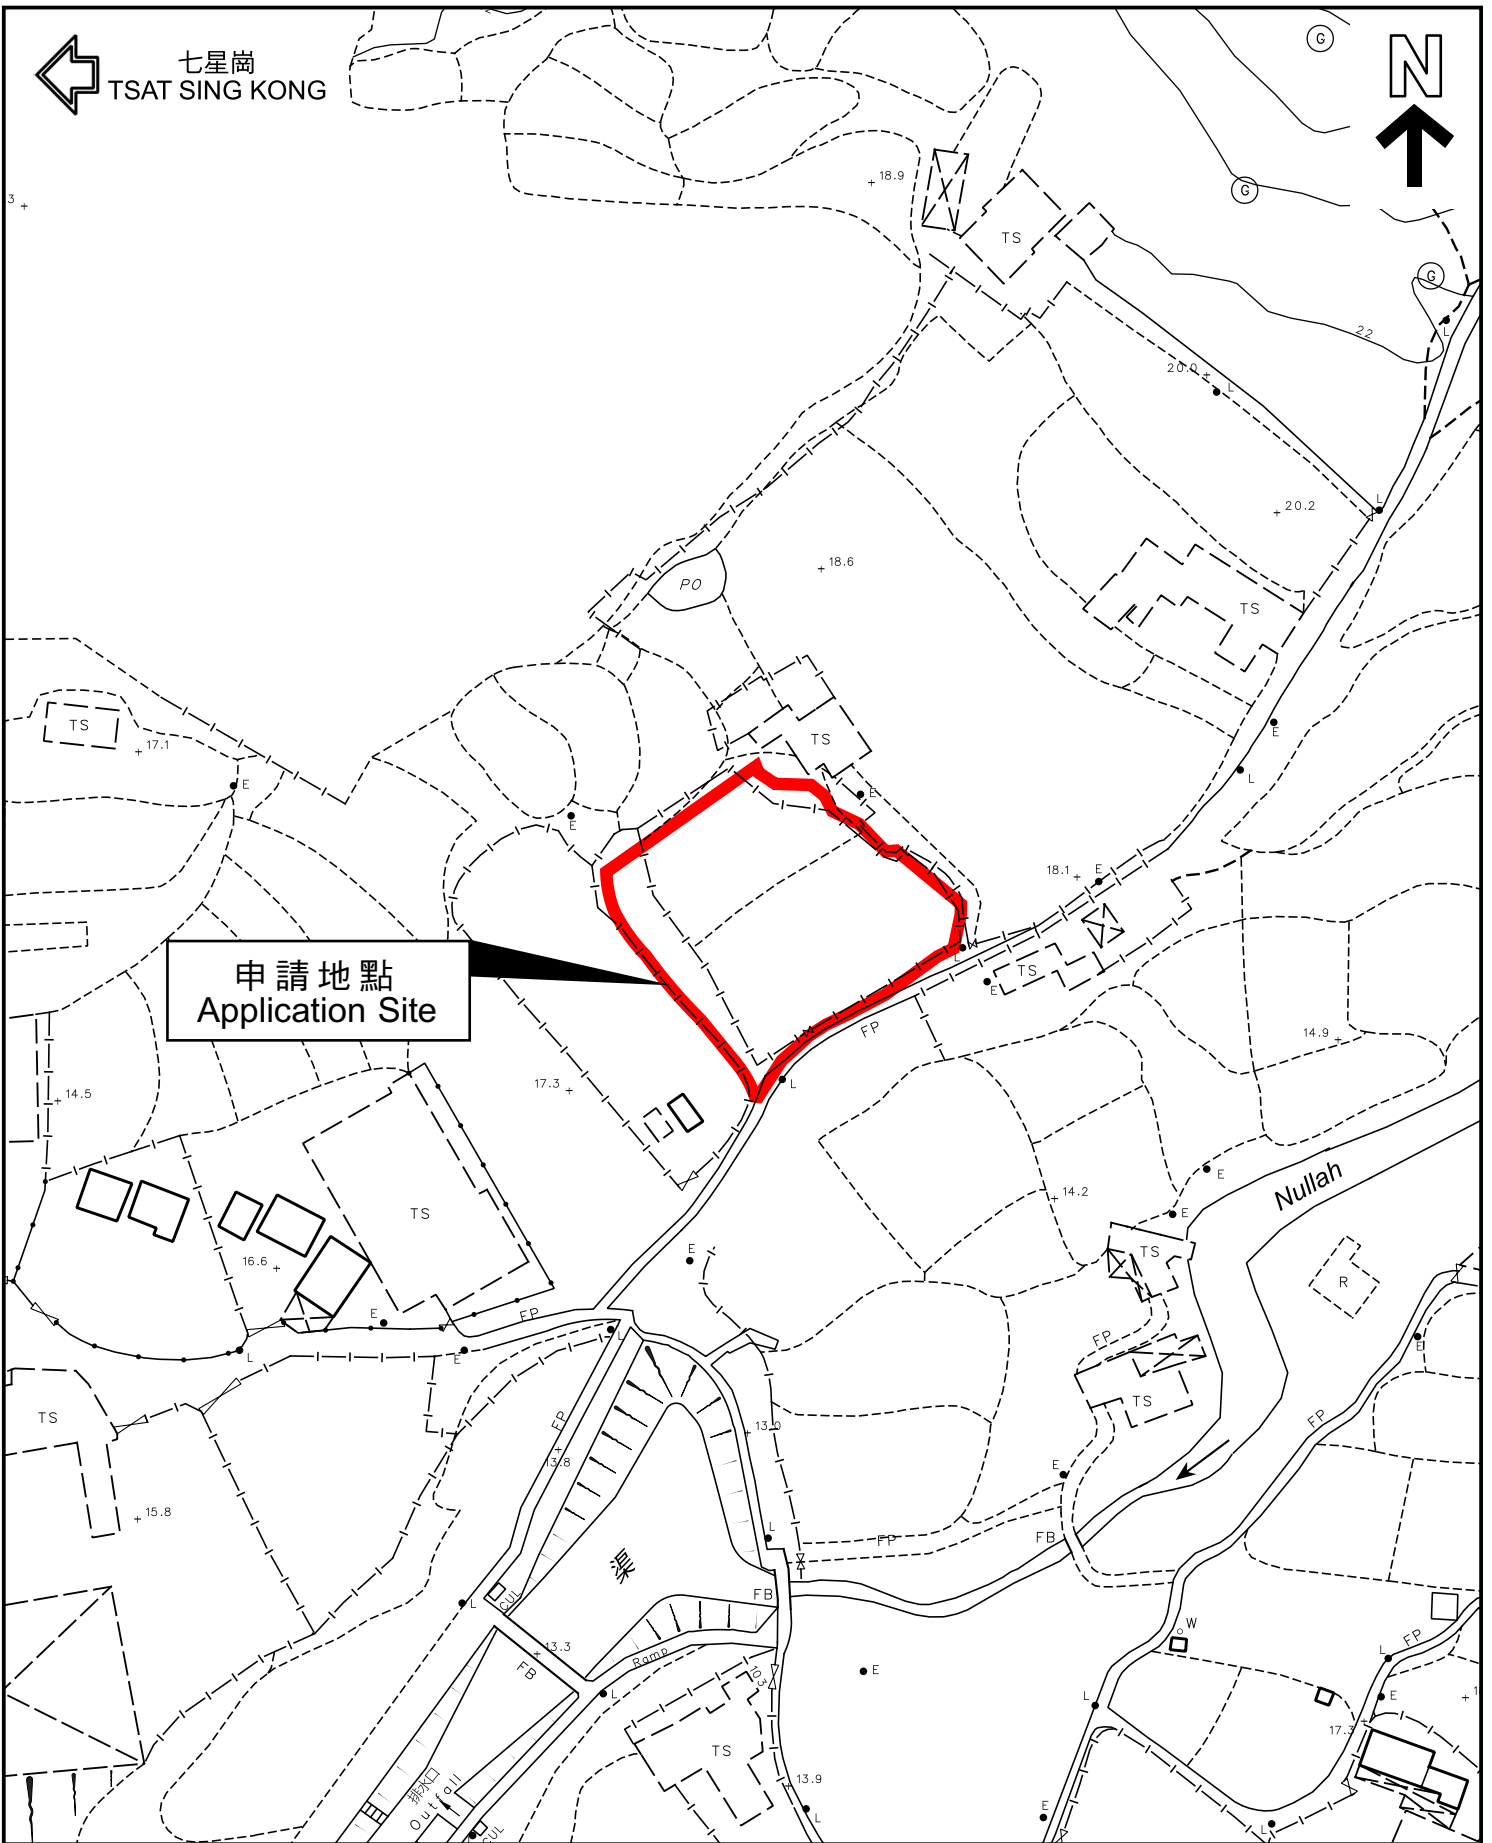 七星崗
TSAT SING KONG
N
G
G
G
3
18.9
TS
22
L
20.0
L
L
20.2
PO
18.6
TS
TS
17.1
E
TS
E
E
E
L
18.1
E
申請地點
Application Site
L
TS
E
FP
14.9
14.5
17.3
L
14.2
Nullah
E
E
TS
TS
16.6
E
E
R
FP
L
E
L
E
FP
TS
E
TS
FP
13.0
FP
13.8
E
15.8
L
FP
FB
渠
CUL
L
FB
W
FP
13.3
FB
Ramp
10.3
E
L
L
L
E
1
17.3
TS
排水口
Outfall
13.9
L
E
L
CUL